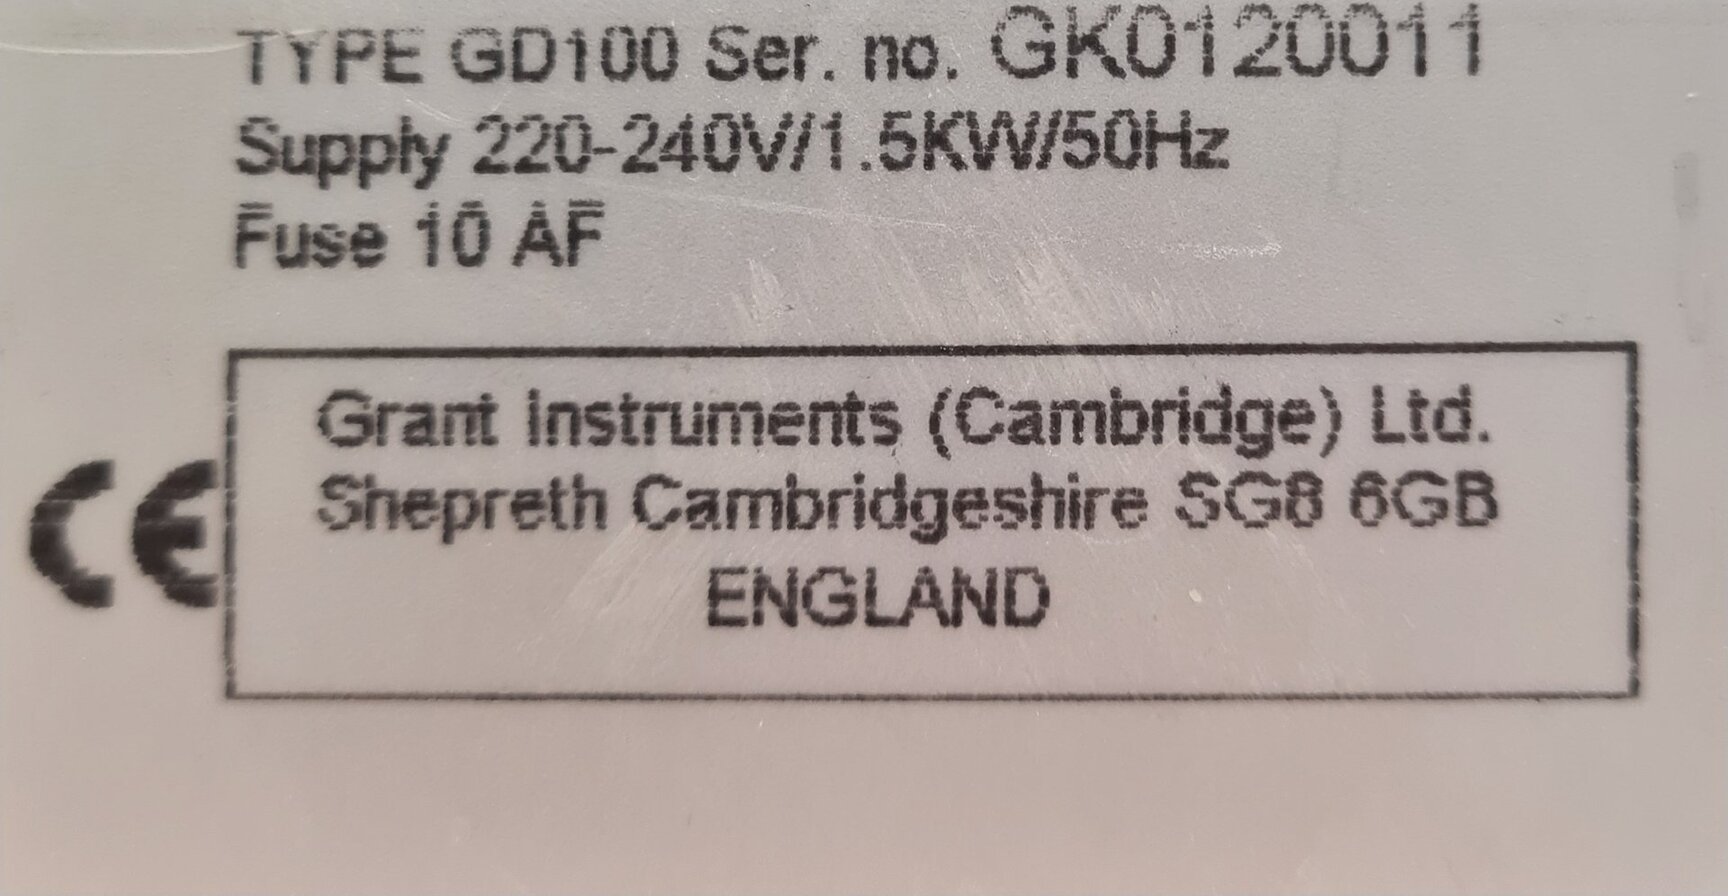 TYPE GD100 Ser. no. GK0120011
Supply 220-240V/1.5KW/50Hz
Fuse 10 AF
Grant Instruments (Cambridge) Ltd.
Shepreth Cambridgeshire SG8 6GB
CE
ENGLAND